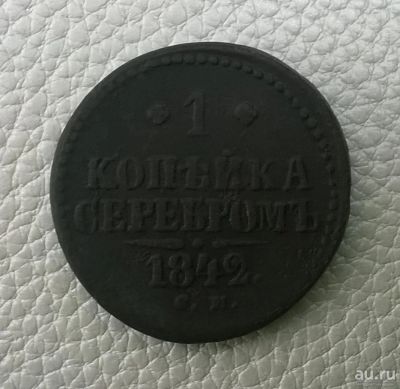 1
КОПѢЙКА
СЕРЕБРОМЪ
1842.
С. М.
au.ru